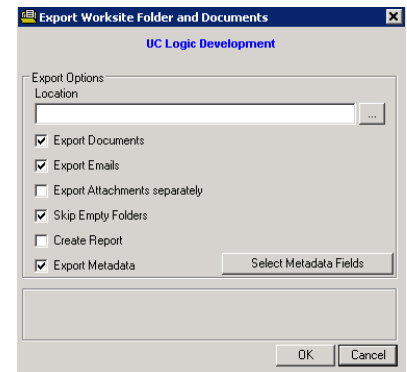 Export Worksite Folder and Documents
UC Logic Development
Export Options
Location
...
Export Documents
Export Emails
Export Attachments separately
Skip Empty Folders
Create Report
Export Metadata
Select Metadata Fields
OK
Cancel